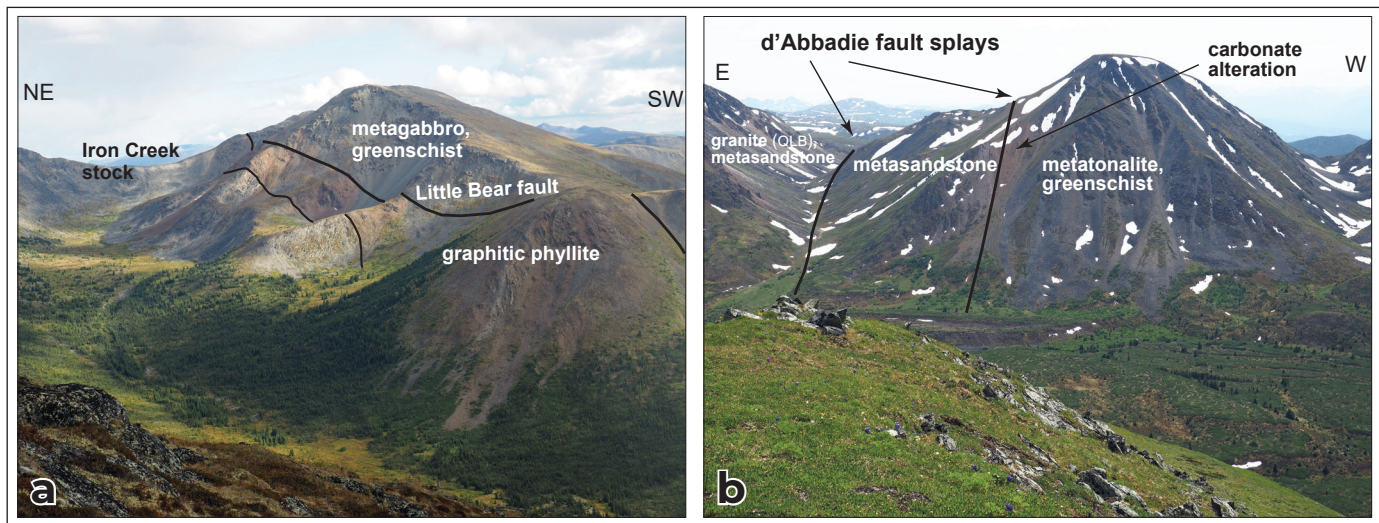 NE
SW
Iron Creek
stock
metagabbro,
greenschist
Little Bear fault
graphitic phyllite
a
d’Abbadie fault splays
carbonate
alteration
E
W
granite (QLB),
metasandstone
metasandstone
metatonalite,
greenschist
b